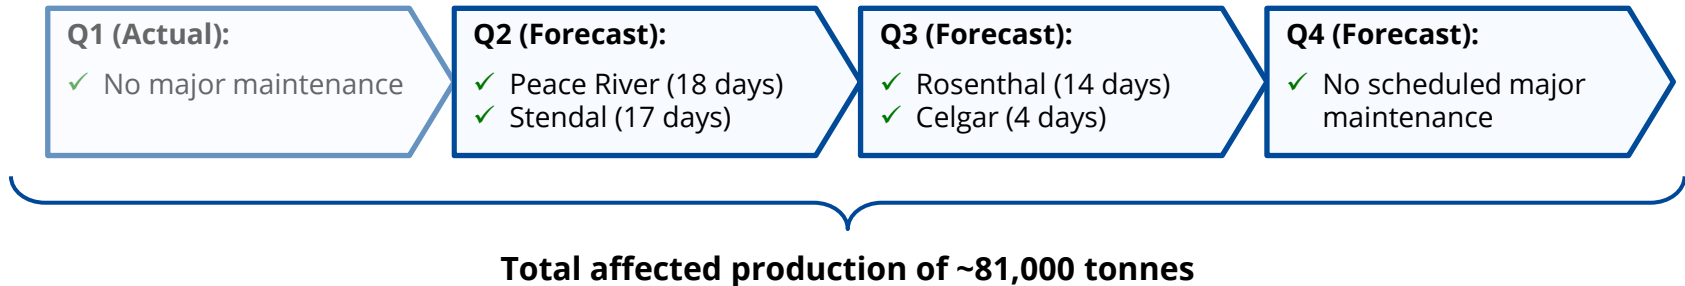 Q1 (Actual):
✓ No major maintenance
Q2 (Forecast):
✓ Peace River (18 days)
✓ Stendal (17 days)
Q3 (Forecast):
✓ Rosenthal (14 days)
✓ Celgar (4 days)
Q4 (Forecast):
✓ No scheduled major
maintenance
Total affected production of ~81,000 tonnes